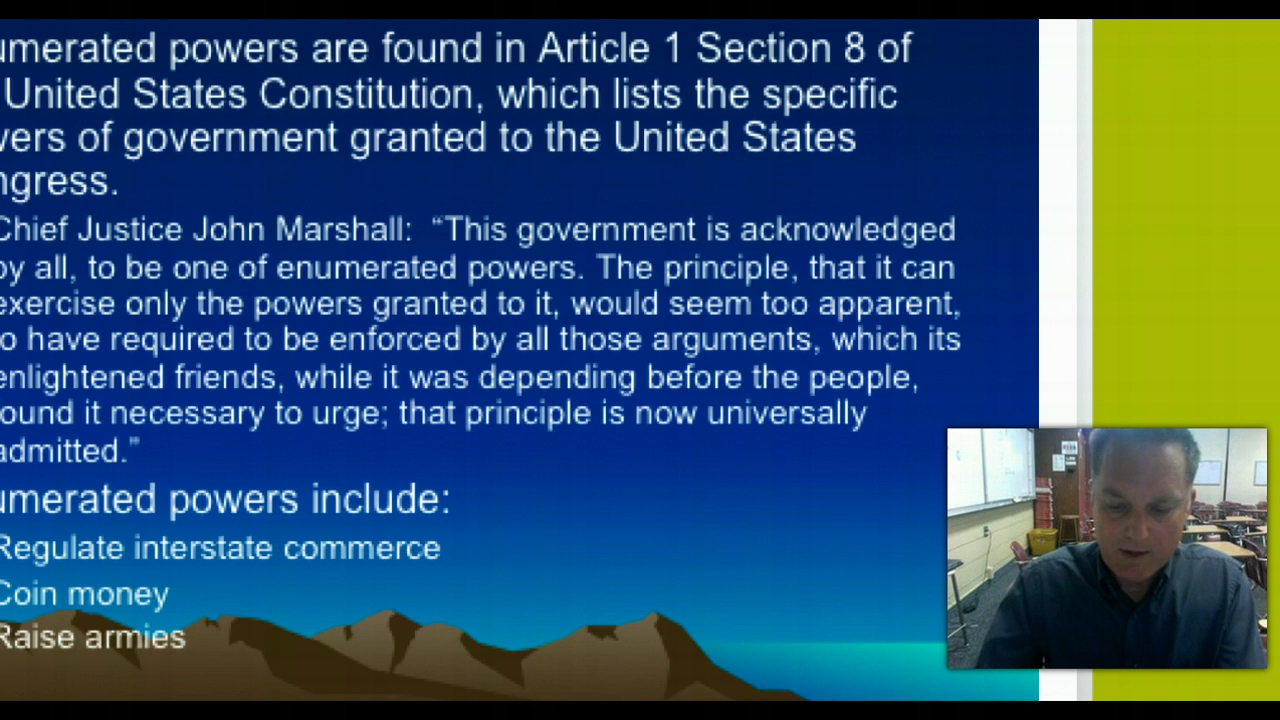 umerated powers are found in Article 1 Section 8 of
United States Constitution, which lists the specific
vers of government granted to the United States
ngress.
Chief Justice John Marshall: “This government is acknowledged
by all, to be one of enumerated powers. The principle, that it can
exercise only the powers granted to it, would seem too apparent,
to have required to be enforced by all those arguments, which its
enlightened friends, while it was depending before the people,
ound it necessary to urge; that principle is now universally
admitted.”
umerated powers include:
Regulate interstate commerce
Coin money
Raise armies